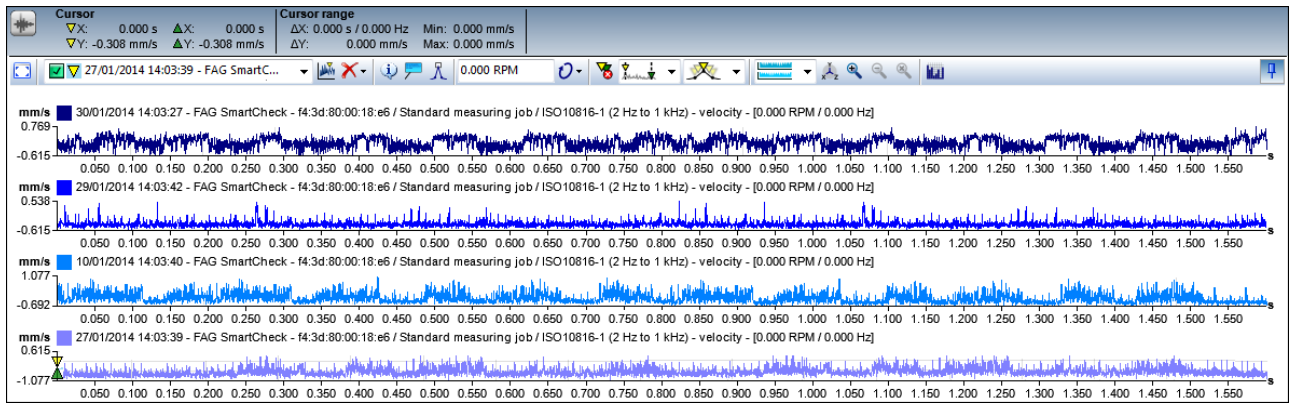 Cursor Cursor range
X: 0.000 s X: 0.000 s ΔX: 0.000 s / 0.000 Hz Min: 0.000 mm/s
Y: -0.308 mm/s Y: -0.308 mm/s ΔY: 0.000 mm/s Max: 0.000 mm/s
27/01/2014 14:03:39 - FAG SmartC... 0.000 RPM
mm/s 30/01/2014 14:03:27 - FAG SmartCheck - f4:3d:80:00:18:e6 / Standard measuring job / ISO10816-1 (2 Hz to 1 kHz) - velocity - [0.000 RPM / 0.000 Hz]
0.769
-0.615 s
0.050 0.100 0.150 0.200 0.250 0.300 0.350 0.400 0.450 0.500 0.550 0.600 0.650 0.700 0.750 0.800 0.850 0.900 0.950 1.000 1.050 1.100 1.150 1.200 1.250 1.300 1.350 1.400 1.450 1.500 1.550
mm/s 29/01/2014 14:03:42 - FAG SmartCheck - f4:3d:80:00:18:e6 / Standard measuring job / ISO10816-1 (2 Hz to 1 kHz) - velocity - [0.000 RPM / 0.000 Hz]
0.538
-0.615 s
0.050 0.100 0.150 0.200 0.250 0.300 0.350 0.400 0.450 0.500 0.550 0.600 0.650 0.700 0.750 0.800 0.850 0.900 0.950 1.000 1.050 1.100 1.150 1.200 1.250 1.300 1.350 1.400 1.450 1.500 1.550
mm/s 10/01/2014 14:03:40 - FAG SmartCheck - f4:3d:80:00:18:e6 / Standard measuring job / ISO10816-1 (2 Hz to 1 kHz) - velocity - [0.000 RPM / 0.000 Hz]
1.077
-0.692 s
0.050 0.100 0.150 0.200 0.250 0.300 0.350 0.400 0.450 0.500 0.550 0.600 0.650 0.700 0.750 0.800 0.850 0.900 0.950 1.000 1.050 1.100 1.150 1.200 1.250 1.300 1.350 1.400 1.450 1.500 1.550
mm/s 27/01/2014 14:03:39 - FAG SmartCheck - f4:3d:80:00:18:e6 / Standard measuring job / ISO10816-1 (2 Hz to 1 kHz) - velocity - [0.000 RPM / 0.000 Hz]
0.615
-1.077 s
0.050 0.100 0.150 0.200 0.250 0.300 0.350 0.400 0.450 0.500 0.550 0.600 0.650 0.700 0.750 0.800 0.850 0.900 0.950 1.000 1.050 1.100 1.150 1.200 1.250 1.300 1.350 1.400 1.450 1.500 1.550